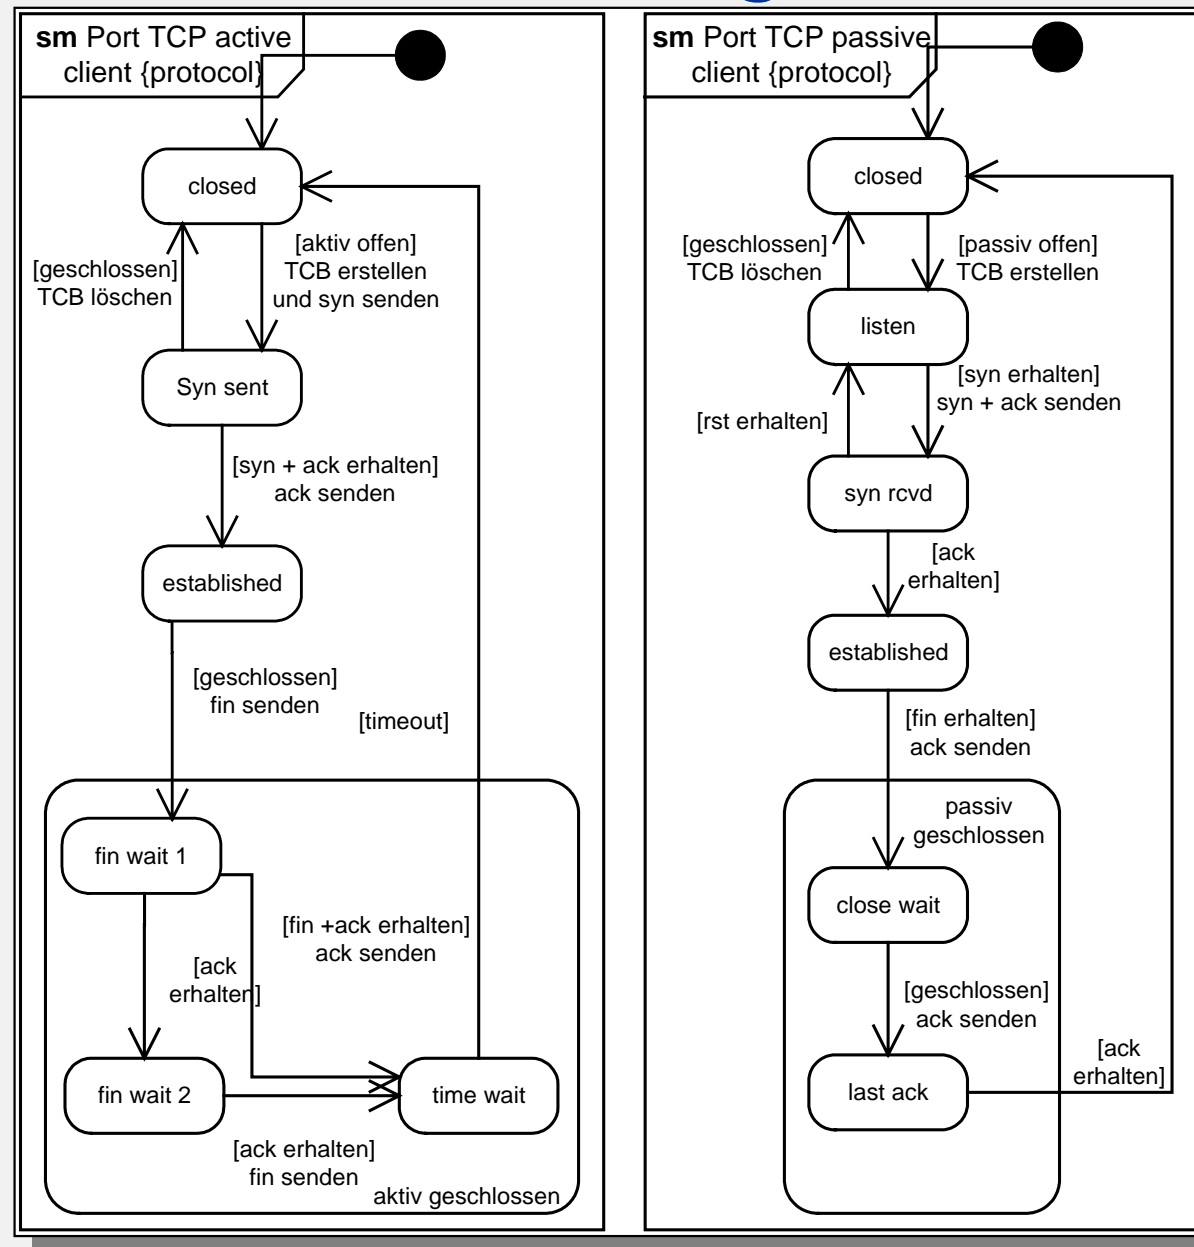 sm Port TCP active
client {protocol}
closed
[geschlossen]
TCB löschen
[aktiv offen]
TCB erstellen
und syn senden
Syn sent
[syn + ack erhalten]
ack senden
established
[geschlossen]
fin senden
[timeout]
fin wait 1
[fin +ack erhalten]
ack senden
[ack
erhalten]
fin wait 2
time wait
[ack erhalten]
fin senden
aktiv geschlossen
sm Port TCP passive
client {protocol}
closed
[geschlossen]
TCB löschen
[passiv offen]
TCB erstellen
listen
[syn erhalten]
syn + ack senden
[rst erhalten]
syn rcvd
[ack
erhalten]
established
[fin erhalten]
ack senden
passiv
geschlossen
close wait
[geschlossen]
ack senden
last ack
[ack
erhalten]